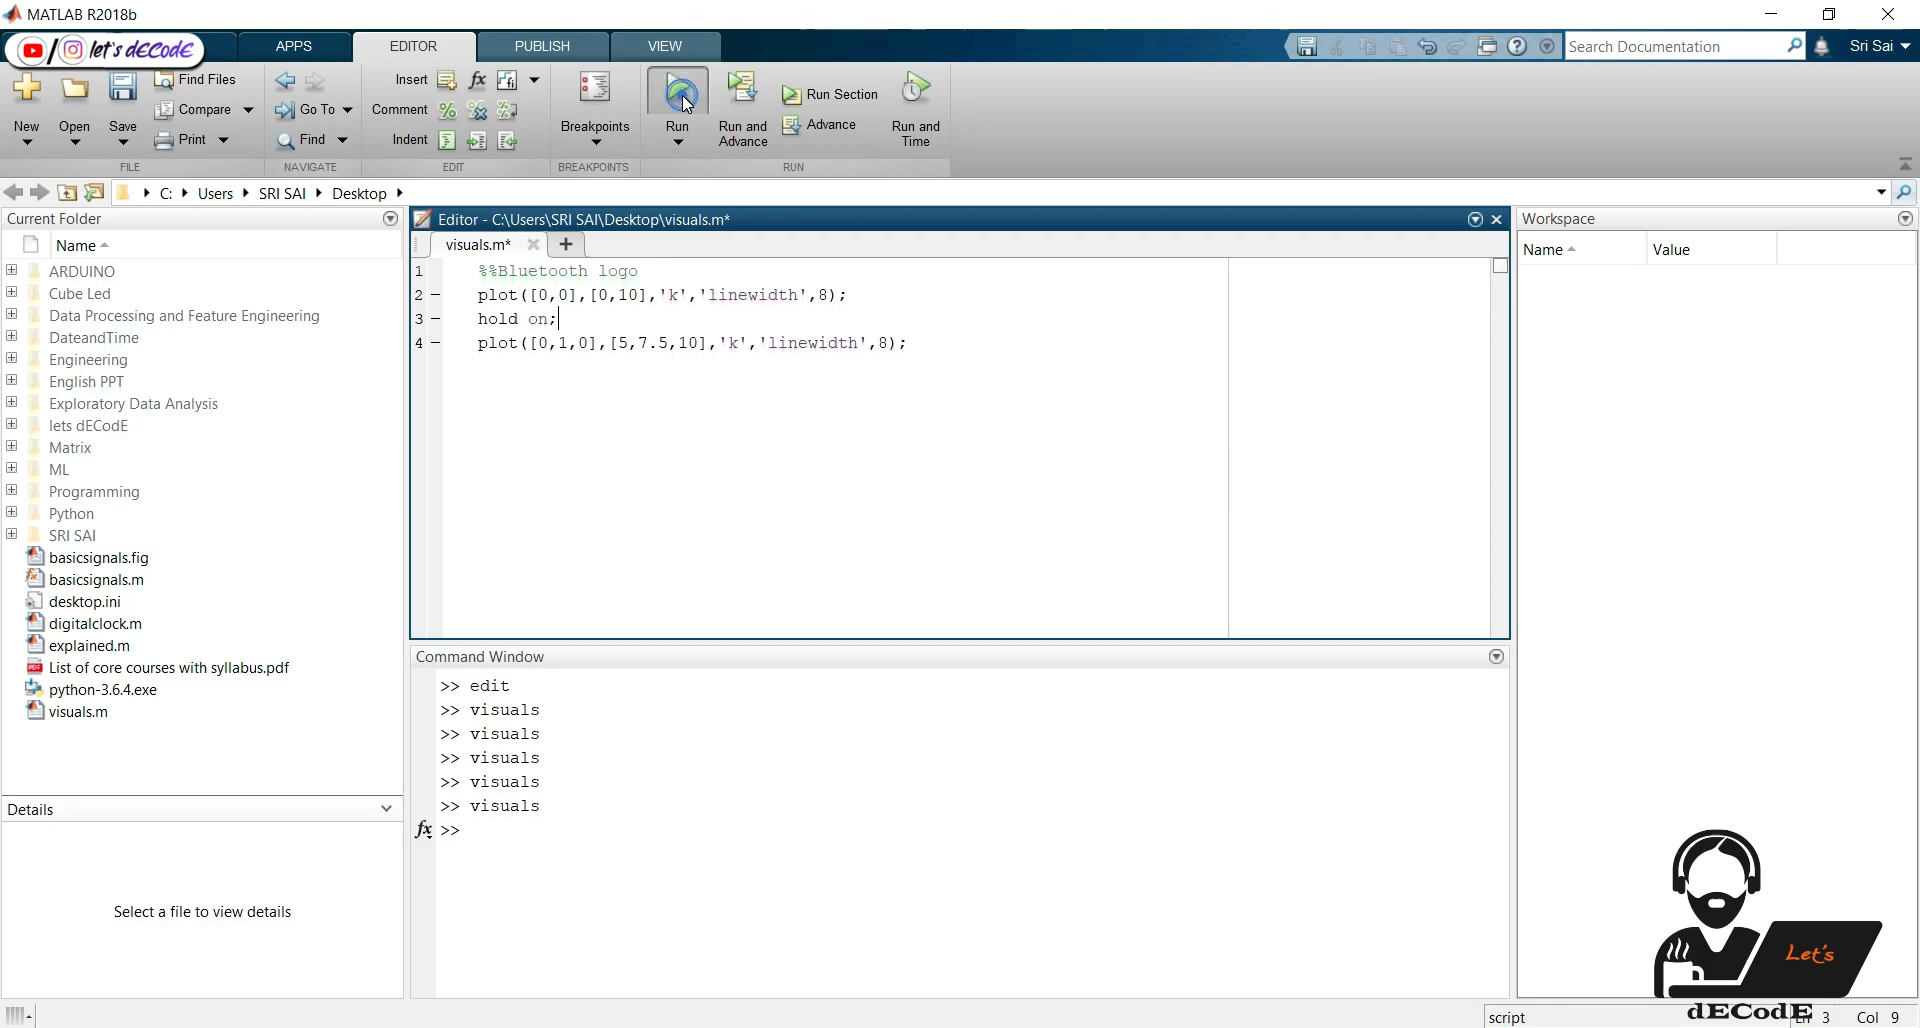 MATLAB R2018b
let's dECodE
APPS
EDITOR
PUBLISH
VIEW
Search Documentation
Sri Sai
New
Open
Save
Find Files
Compare
Print
FILE
Go To
Find
NAVIGATE
Insert
Comment
Indent
EDIT
Breakpoints
BREAKPOINTS
Run
Run and
Advance
Run Section
Advance
Run and
Time
RUN
C:
Users
SRI SAI
Desktop
Current Folder
Name
ARDUINO
Cube Led
Data Processing and Feature Engineering
DateandTime
Engineering
English PPT
Exploratory Data Analysis
lets dECodE
Matrix
ML
Programming
Python
SRI SAI
basicsignals.fig
basicsignals.m
desktop.ini
digitalclock.m
explained.m
List of core courses with syllabus.pdf
python-3.6.4.exe
visuals.m
Details
Select a file to view details
Editor - C:\Users\SRI SAI\Desktop\visuals.m*
visuals.m*
1 %%Bluetooth logo
2 - plot([0,0],[0,10],'k','linewidth',8);
3 - hold on;
4 - plot([0,1,0],[5,7.5,10],'k','linewidth',8);
Command Window
>> edit
>> visuals
>> visuals
>> visuals
>> visuals
>> visuals
fx >>
Workspace
Name
Value
Let's
dECodE
script
3
Col 9